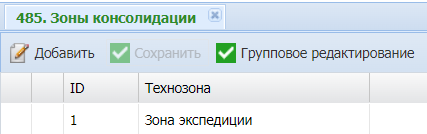 485. Зоны консолидации
Добавить Сохранить Групповое редактирование
ID Технозона
1 Зона экспедиции